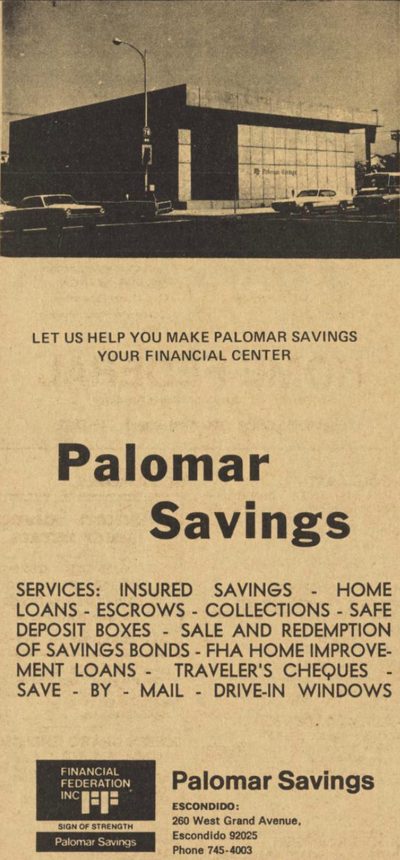 Palomar Savings
LET US HELP YOU MAKE PALOMAR SAVINGS
YOUR FINANCIAL CENTER
Palomar
Savings
SERVICES: INSURED SAVINGS - HOME
LOANS - ESCROWS - COLLECTIONS - SAFE
DEPOSIT BOXES - SALE AND REDEMPTION
OF SAVINGS BONDS - FHA HOME IMPROVE-
MENT LOANS - TRAVELER'S CHEQUES -
SAVE - BY - MAIL - DRIVE-IN WINDOWS
FINANCIAL
FEDERATION
INC FF
SIGN OF STRENGTH
Palomar Savings
Palomar Savings
ESCONDIDO:
260 West Grand Avenue,
Escondido 92025
Phone 745-4003